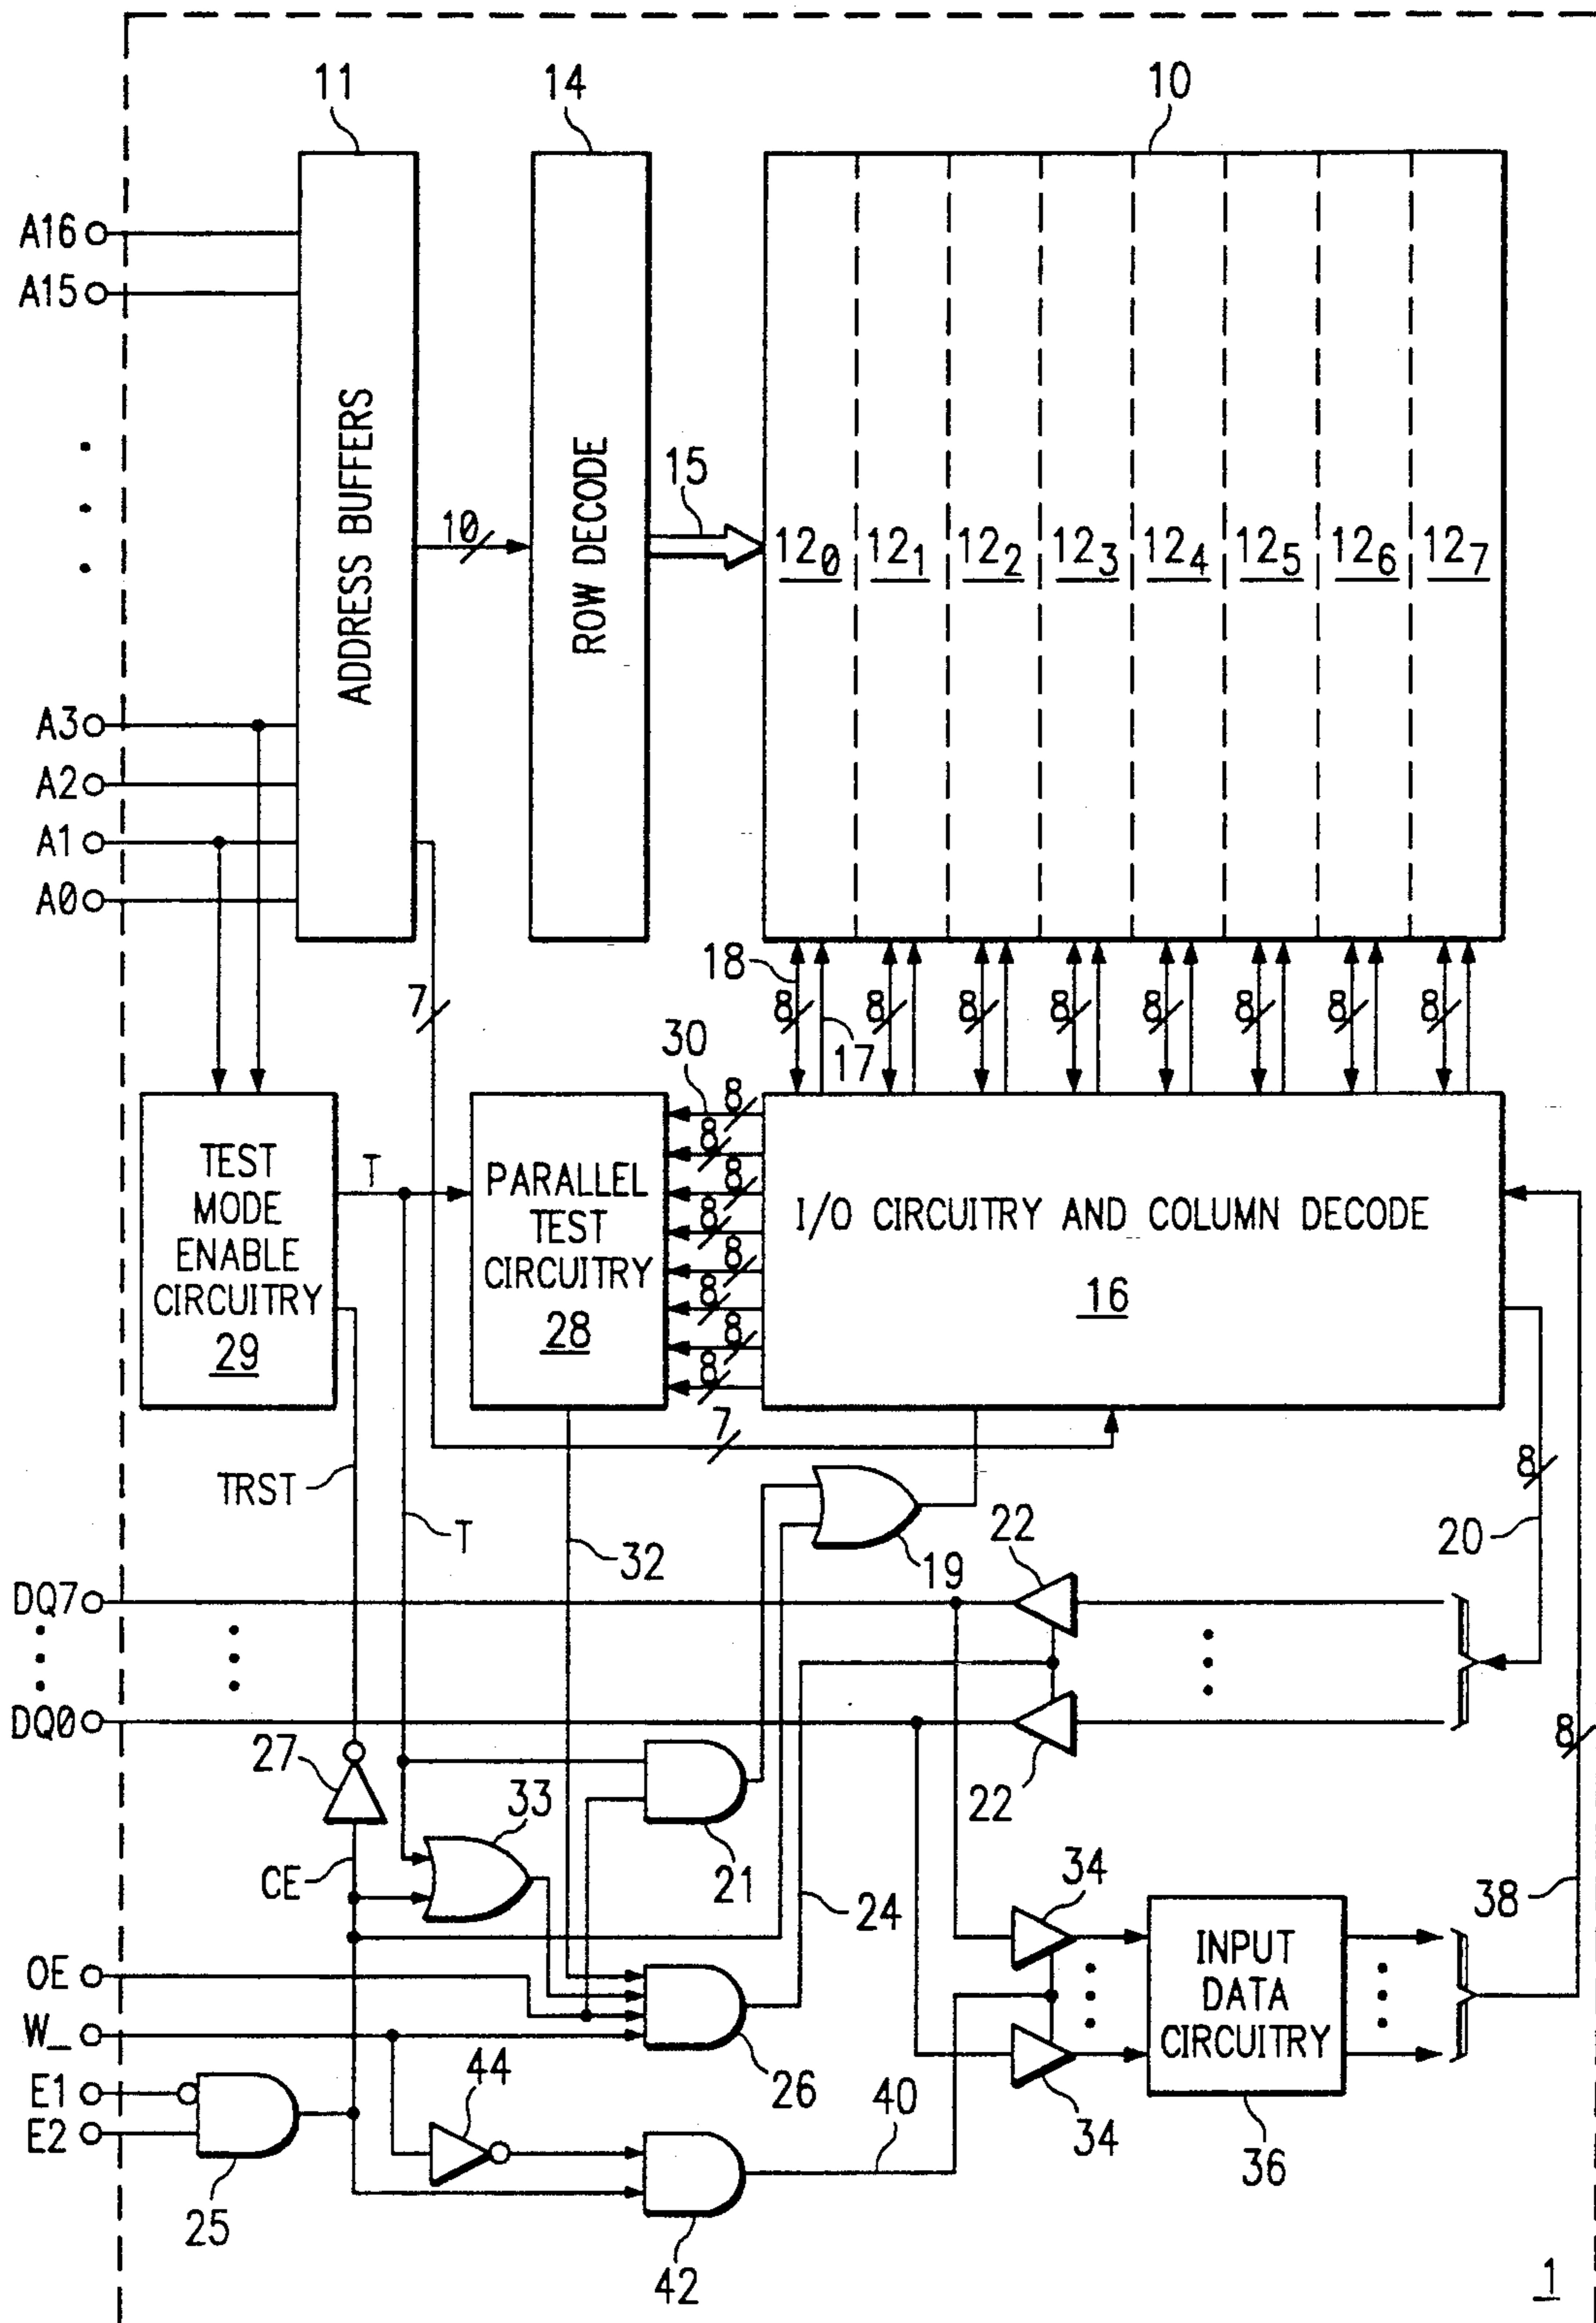 11
14
10
A16
A15
ADDRESS BUFFERS
10
ROW DECODE
15
12₀
12₁
12₂
12₃
12₄
12₅
12₆
12₇
A3
A2
A1
A0
7
18
8
8
8
8
8
8
8
8
17
30
TEST
MODE
ENABLE
CIRCUITRY
29
T
PARALLEL
TEST
CIRCUITRY
28
8
8
8
8
8
8
8
8
I/O CIRCUITRY AND COLUMN DECODE
16
7
TRST
T
32
19
22
8
20
DQ7
DQ0
27
33
21
22
8
CE
24
34
38
OE
W_
26
INPUT
DATA
CIRCUITRY
E1
E2
44
40
34
36
25
42
1